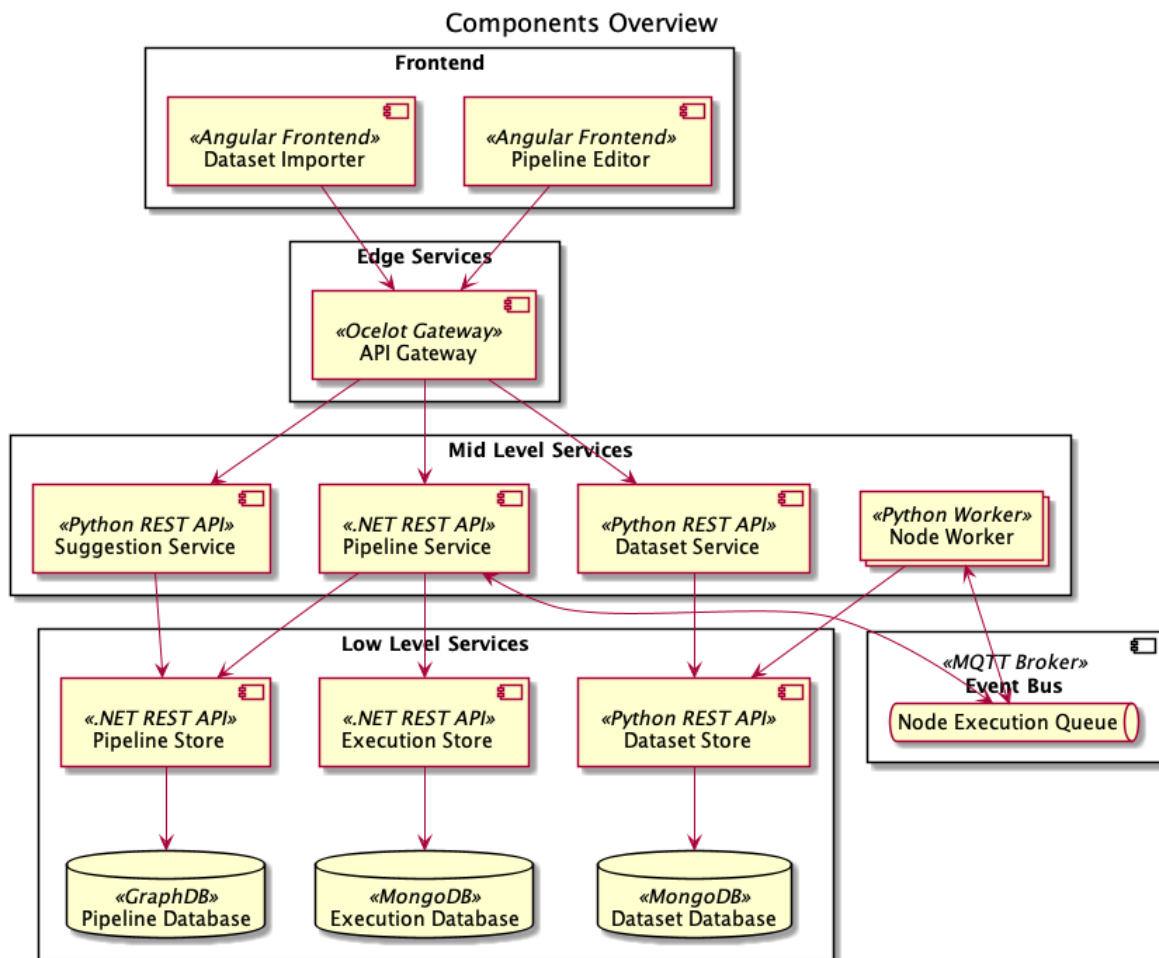 Components Overview
Frontend
«Angular Frontend»
Dataset Importer
«Angular Frontend»
Pipeline Editor
Edge Services
«Ocelot Gateway»
API Gateway
Mid Level Services
«Python REST API»
Suggestion Service
«.NET REST API»
Pipeline Service
«Python REST API»
Dataset Service
«Python Worker»
Node Worker
Low Level Services
«.NET REST API»
Pipeline Store
«.NET REST API»
Execution Store
«Python REST API»
Dataset Store
«MQTT Broker»
Event Bus
Node Execution Queue
«GraphDB»
Pipeline Database
«MongoDB»
Execution Database
«MongoDB»
Dataset Database